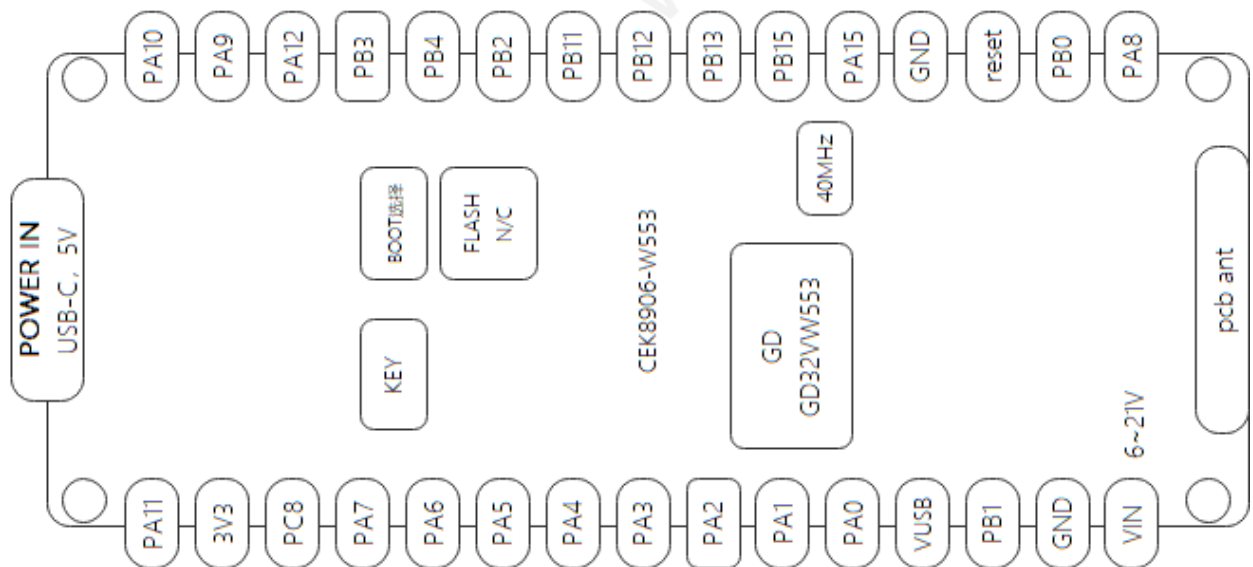 PA10
PA9
PA12
PB3
PB4
PB2
PB11
PB12
PB13
PB15
PA15
GND
reset
PB0
PA8
POWER IN
USB-C，5V
BOOT选择
FLASH
N/C
KEY
CEK8906-W553
40MHz
GD
GD32VW553
pcb ant
6~21V
PA11
3V3
PC8
PA7
PA6
PA5
PA4
PA3
PA2
PA1
PA0
VUSB
PB1
GND
VIN